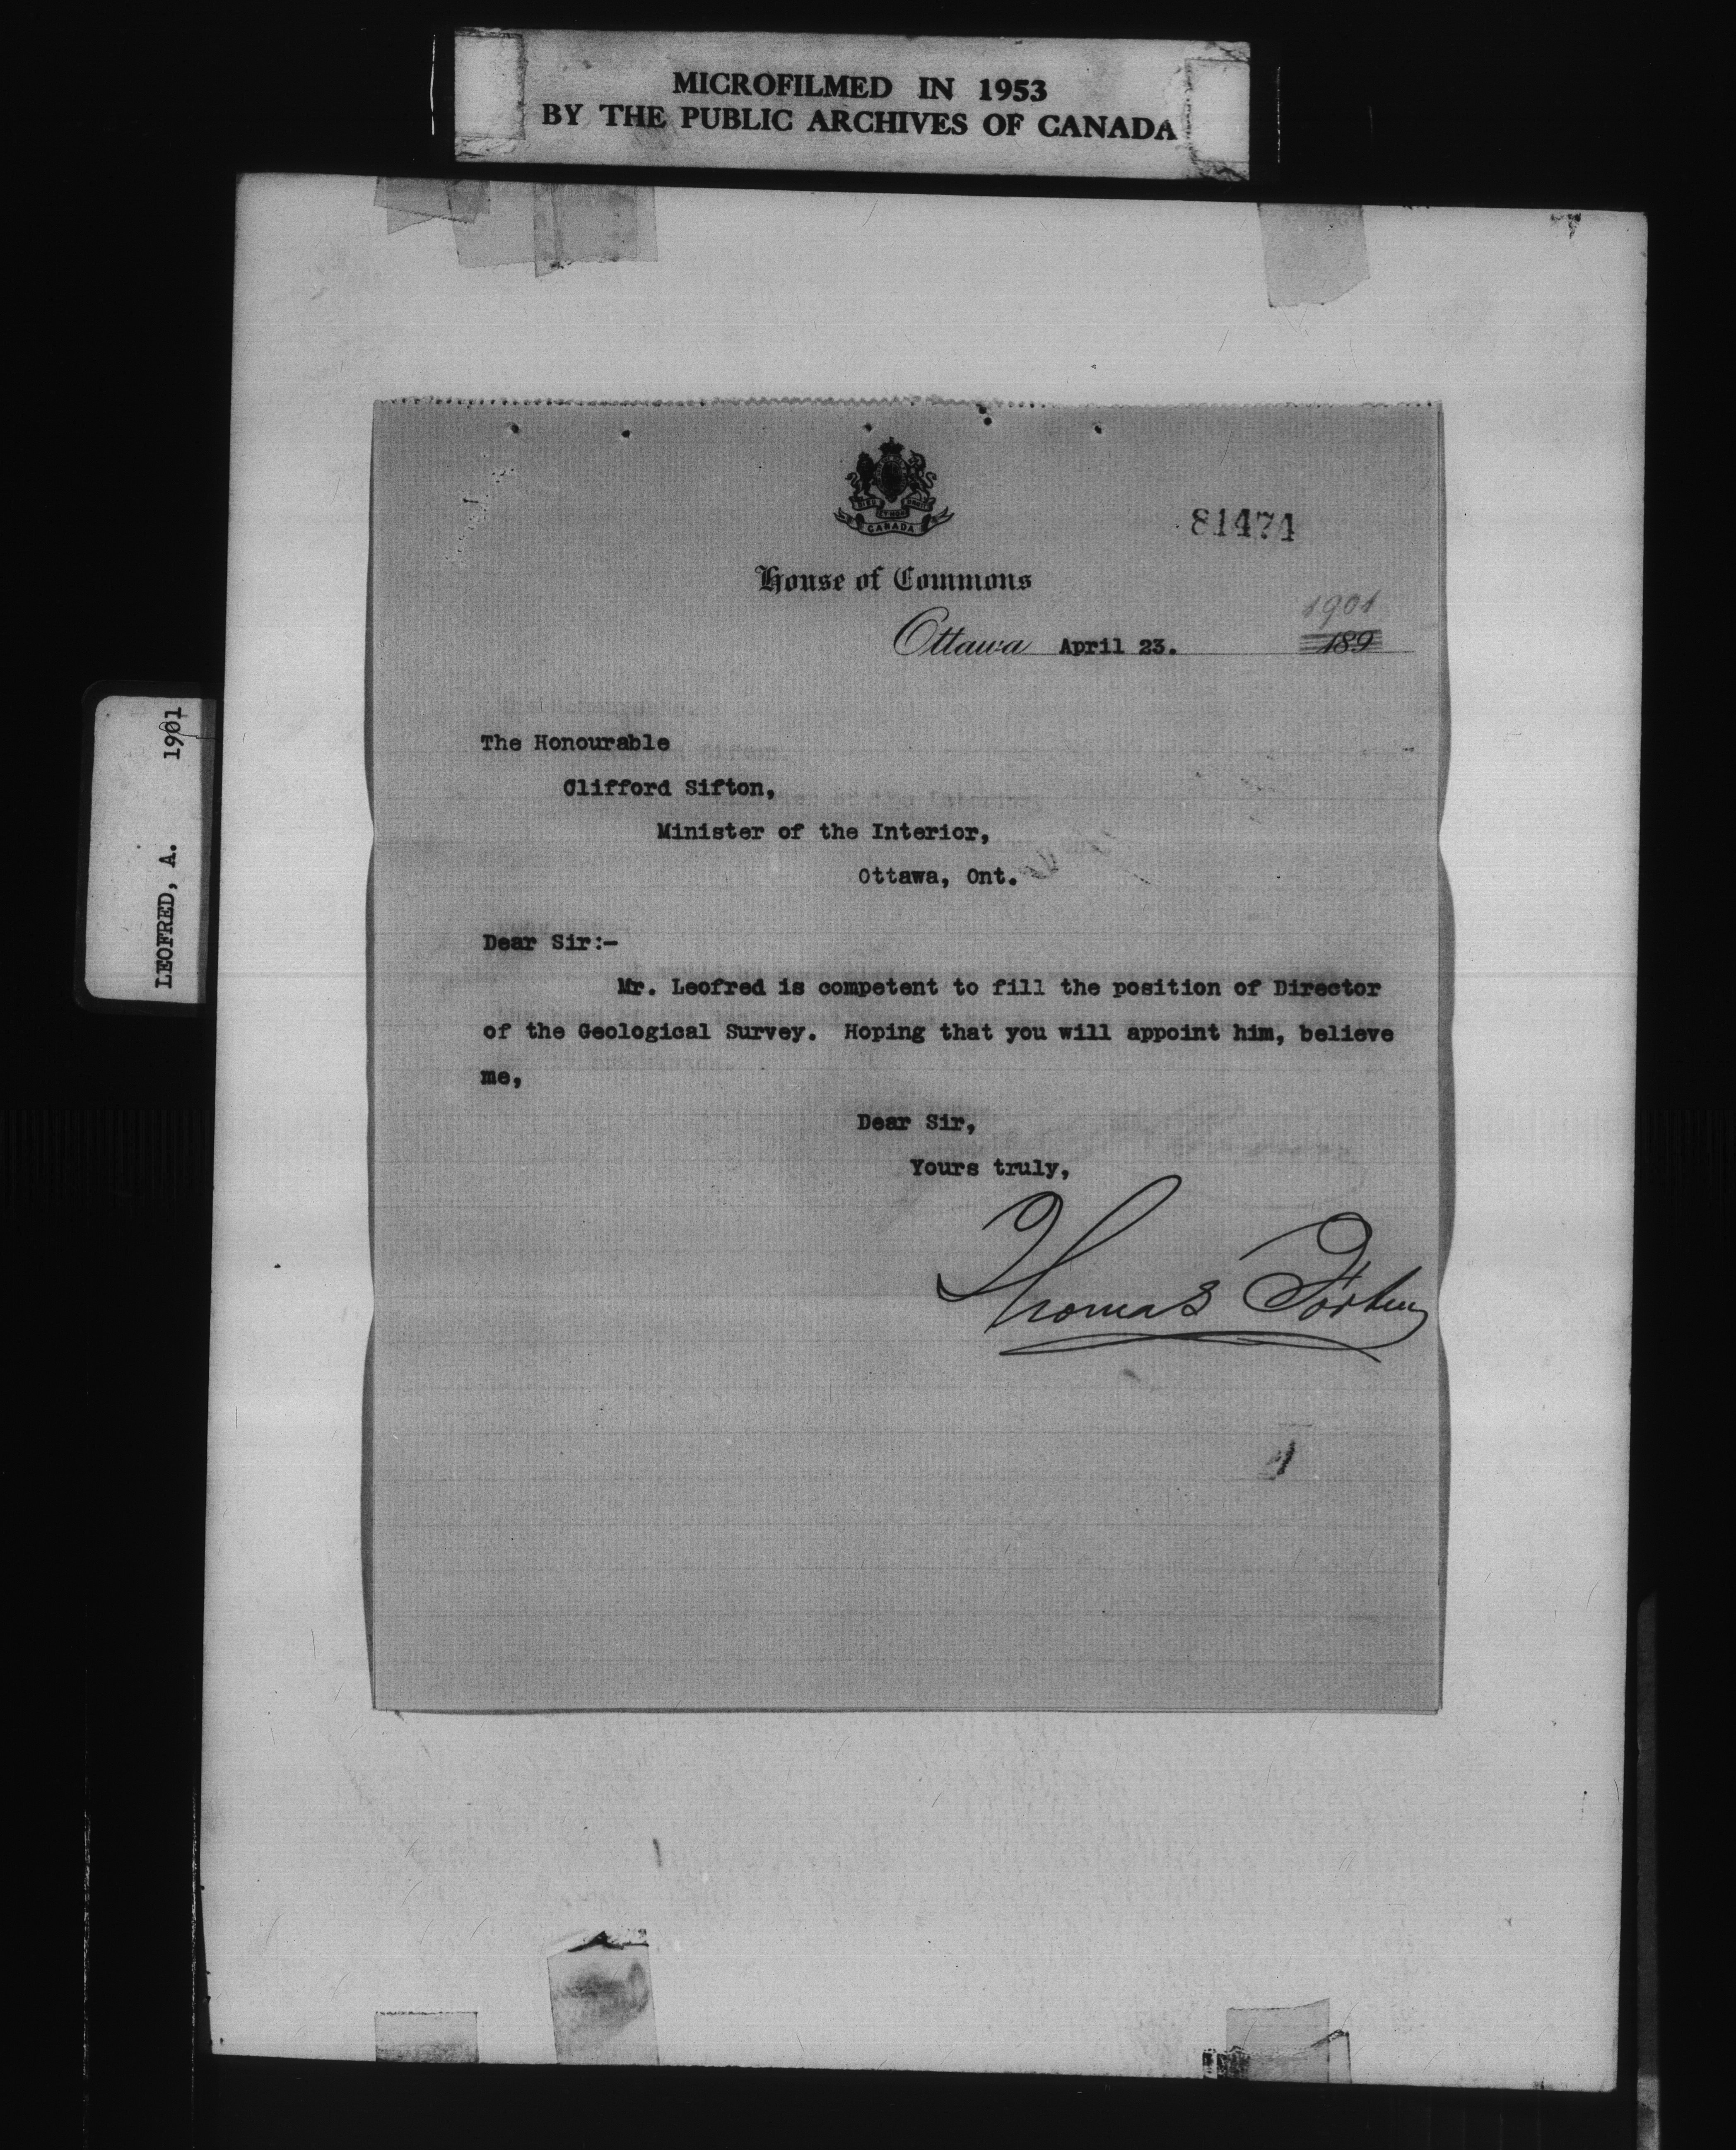 MICROFILMED IN 1953
BY THE PUBLIC ARCHIVES OF CANADA
LEOFRED, A. 1901
CANADA
81474
House of Commons
1901
Ottawa April 23. 189
The Honourable
Clifford Sifton,
Minister of the Interior,
Ottawa, Ont.
Dear Sir:-
Mr. Leofred is competent to fill the position of Director
of the Geological Survey. Hoping that you will appoint him, believe
me,
Dear Sir,
Yours truly,
Thomas Fortin